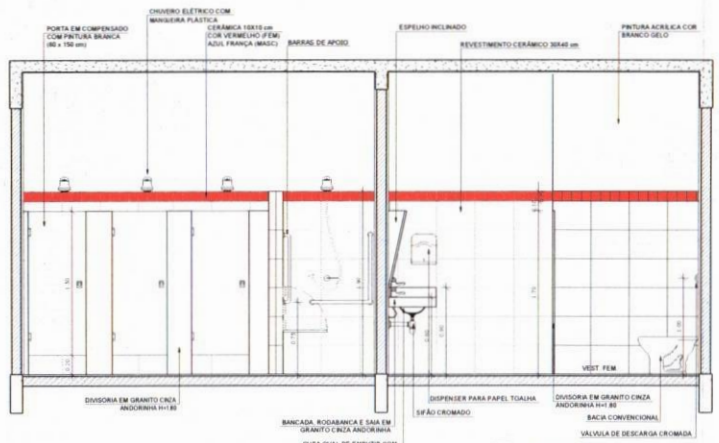 CHUVERO ELÉTRICO COM
MANGUEIRA PLÁSTICA
PORTA EM COMPENSADO
COM PINTURA BRANCA
(60 x 150 cm)
CERÂMICA 10X10 cm
COR VERMELHO (FEM)
AZUL FRANÇA (MASC)
BARRAS DE APOIO
ESPELHO INCLINADO
REVESTIMENTO CERÂMICO 30X40 cm
PINTURA ACRÍLICA COR
BRANCO GELO
VEST. FEM.
DIVISORIA EM GRANITO CINZA
ANDORINHA H=1.80
BANCADA, RODABANCA E SAIA EM
GRANITO CINZA ANDORINHA
DISPENSER PARA PAPEL TOALHA
SIFÃO CROMADO
DIVISORIA EM GRANITO CINZA
ANDORINHA H=1.80
BACIA CONVENCIONAL
VÁLVULA DE DESCARGA CROMADA